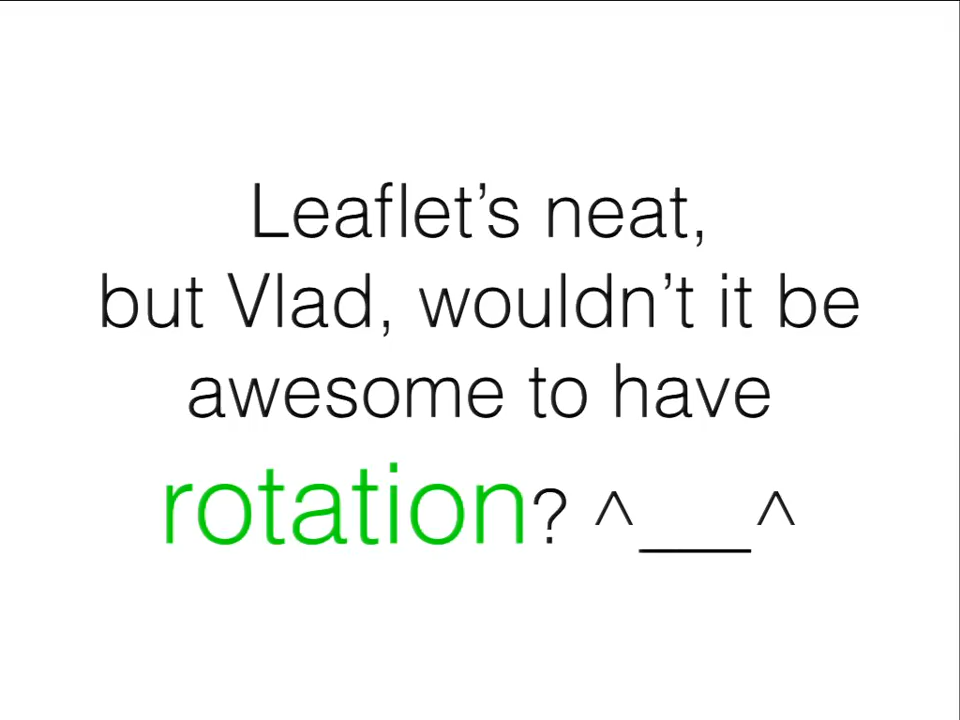 Leaflet’s neat,
but Vlad, wouldn’t it be
awesome to have
rotation? ^___^